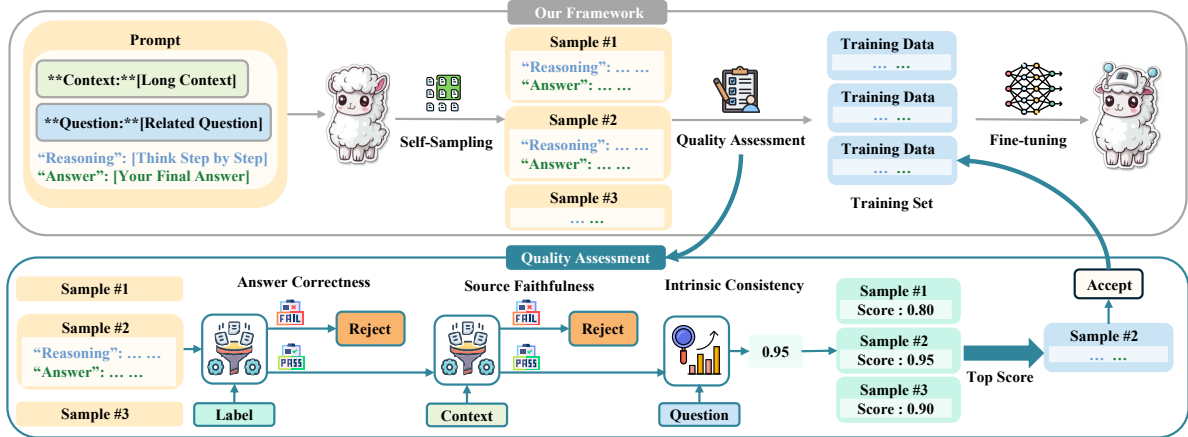 Our Framework
Prompt
**Context:**[Long Context]
**Question:**[Related Question]
“Reasoning”: [Think Step by Step]
“Answer”: [Your Final Answer]
Self-Sampling
Sample #1
“Reasoning”: … …
“Answer”: … …
Sample #2
“Reasoning”: … …
“Answer”: … …
Sample #3
… …
Quality Assessment
Training Data
… …
Training Data
… …
Training Data
… …
Training Set
Fine-tuning
Quality Assessment
Sample #1
Sample #2
“Reasoning”: … …
“Answer”: … …
Sample #3
Answer Correctness
FAIL
Reject
PASS
Label
Source Faithfulness
FAIL
Reject
PASS
Context
Intrinsic Consistency
Question
0.95
Sample #1
Score : 0.80
Sample #2
Score : 0.95
Sample #3
Score : 0.90
Top Score
Accept
Sample #2
… …